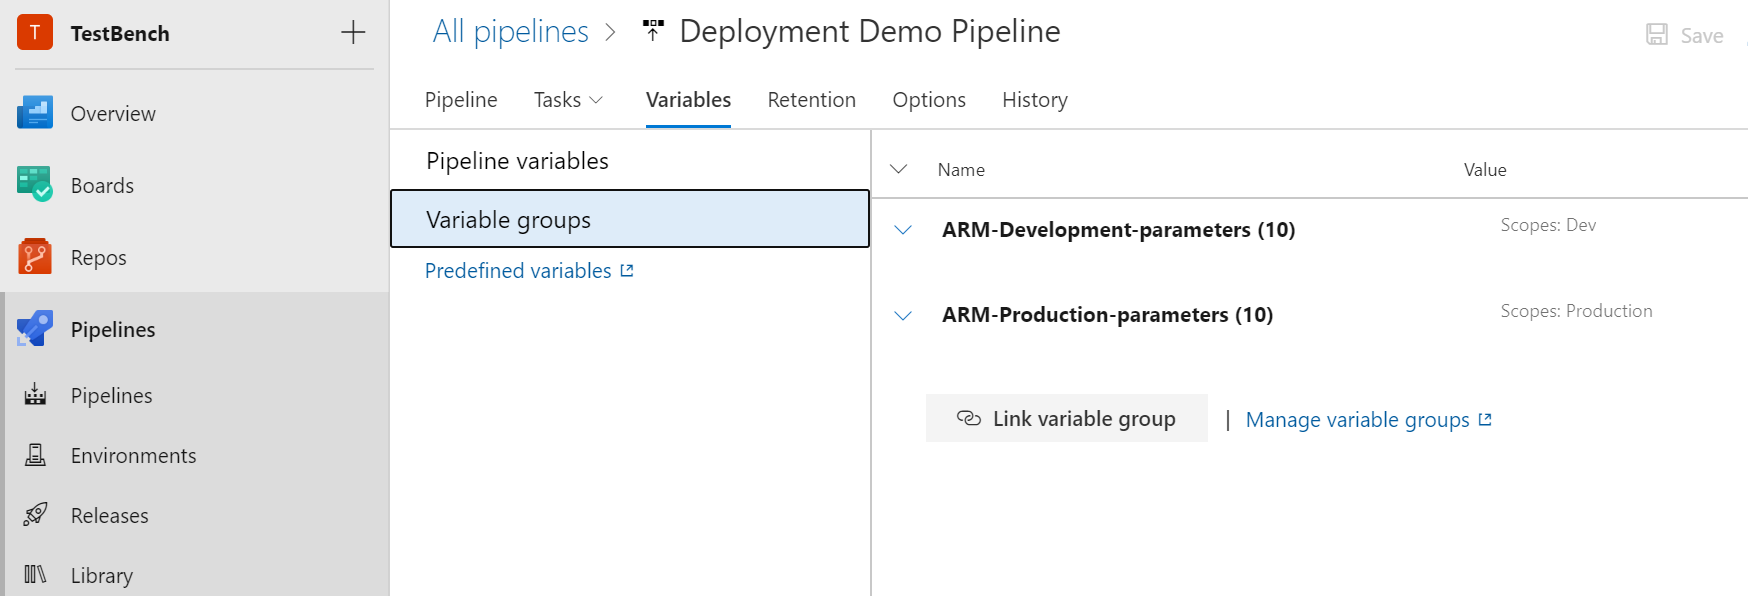 T TestBench
Overview
Boards
Repos
Pipelines
Pipelines
Environments
Releases
Library
All pipelines > Deployment Demo Pipeline
Save
Pipeline Tasks Variables Retention Options History
Pipeline variables
Variable groups
Predefined variables
Name Value
ARM-Development-parameters (10) Scopes: Dev
ARM-Production-parameters (10) Scopes: Production
Link variable group | Manage variable groups